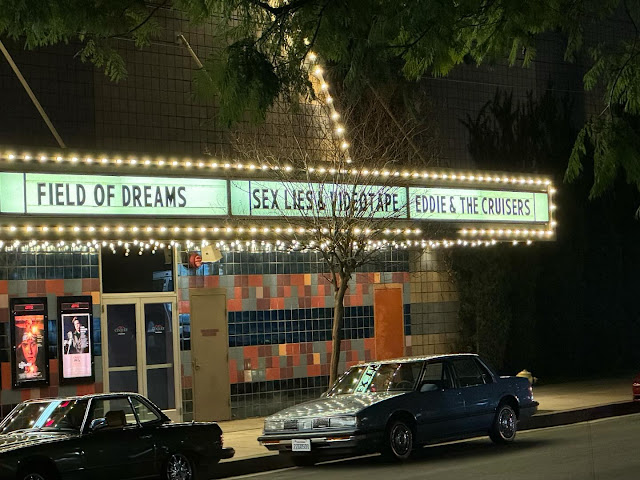 FIELD OF DREAMS
SEX LIES & VIDEOTAPE
EDDIE & THE CRUISERS